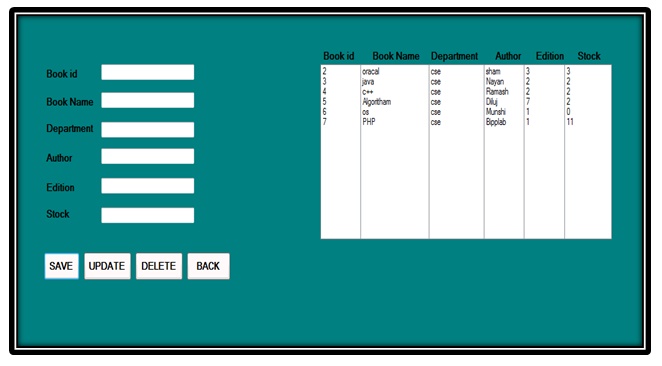 Book id
Book Name
Department
Author
Edition
Stock
SAVE UPDATE DELETE BACK
Book id Book Name Department Author Edition Stock
2 oracal cse sham 3 3
3 java cse Nayan 2 2
4 c++ cse Ramash 2 2
5 Algoritham cse Diluj 7 2
6 os cse Munshi 1 0
7 PHP cse Bipplab 1 11